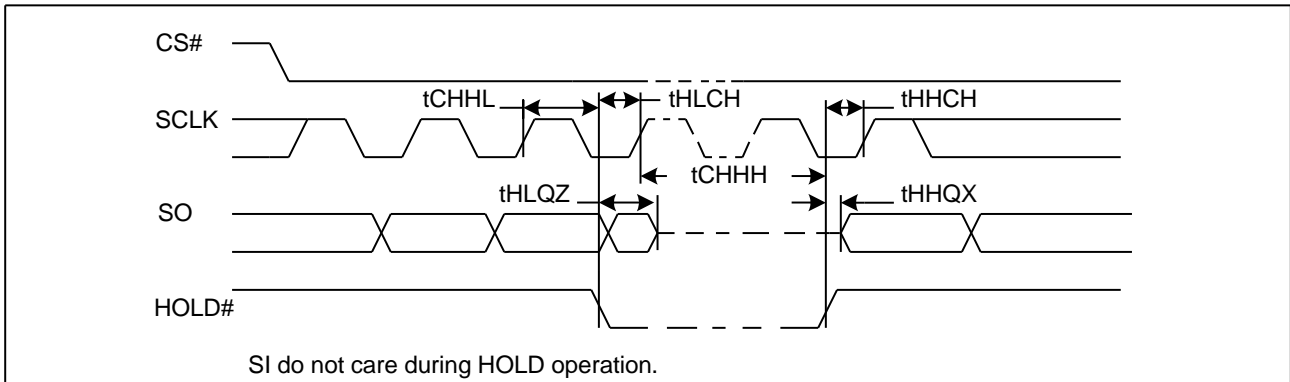 CS#
tCHHL
tHLCH
tHHCH
SCLK
tCHHH
tHLQZ
tHHQX
SO
HOLD#
SI do not care during HOLD operation.